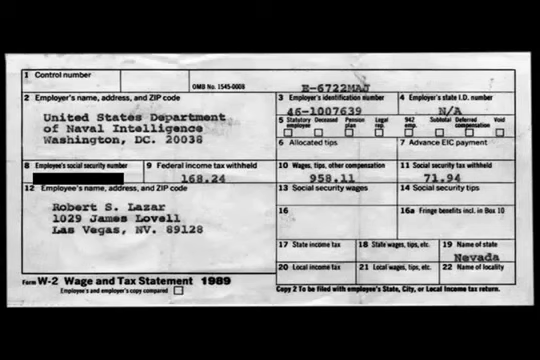 1 Control number
OMB No. 1545-0008
E-6722MAJ
2 Employer's name, address, and ZIP code
3 Employer's identification number
4 Employer's state I.D. number
46-1007639
N/A
United States Department
of Naval Intelligence
Washington, DC. 20038
5 Statutory employee
Deceased
Pension plan
Legal rep.
942 emp.
Subtotal
Deferred compensation
Void
6 Allocated tips
7 Advance EIC payment
8 Employee's social security number
9 Federal income tax withheld
10 Wages, tips, other compensation
11 Social security tax withheld
168.24
958.11
71.94
12 Employee's name, address, and ZIP code
13 Social security wages
14 Social security tips
Robert S. Lazar
1029 James Lovell
Las Vegas, NV. 89128
16
16a Fringe benefits incl. in Box 10
17 State income tax
18 State wages, tips, etc.
19 Name of state
Nevada
20 Local income tax
21 Local wages, tips, etc.
22 Name of locality
Form W-2 Wage and Tax Statement 1989
Employee's and employer's copy compared
Copy 2 To be filed with employee's State, City, or Local Income tax return.